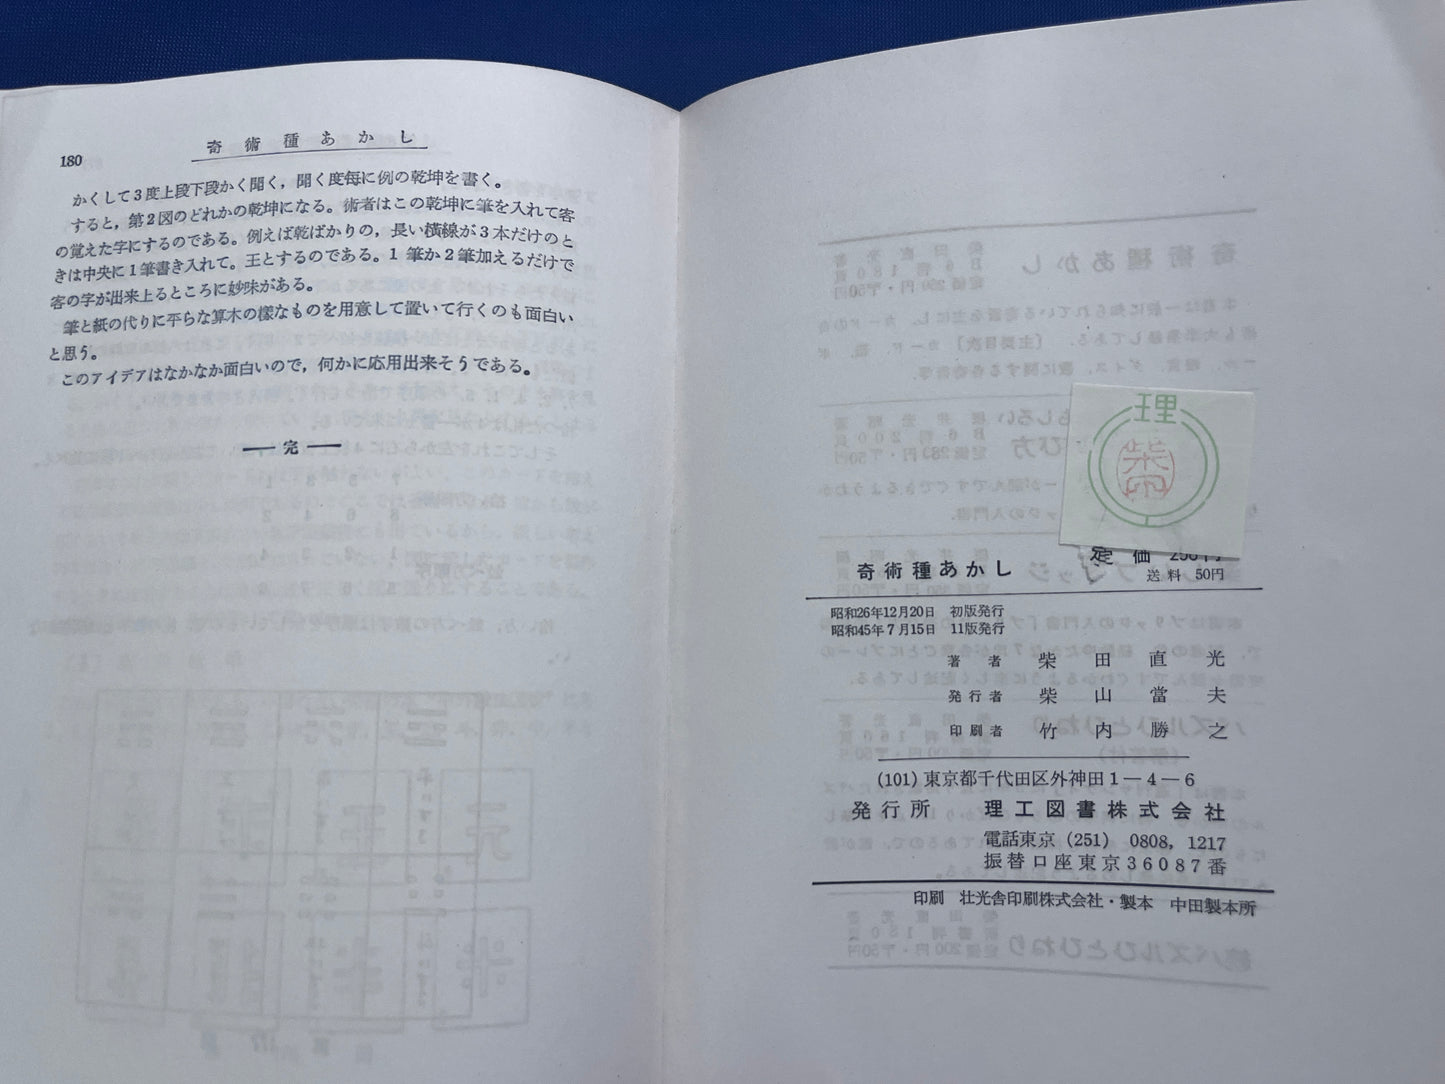 180
奇術種あかし
かくして3度上段下段かく聞く，聞く度毎に例の乾坤を書く。
すると，第2図のどれかの乾坤になる。術者はこの乾坤に筆を入れて客
の覚えた字にするのである。例えば乾ばかりの，長い横線が3本だけのと
きは中央に1筆書き入れて。王とするのである。1筆か2筆加えるだけで
客の字が出来上るところに妙味がある。
筆と紙の代りに平らな算木の様なものを用意して置いて行くのも面白い
と思う。
このアイデアはなかなか面白いので，何かに応用出来そうである。
― 完 ―
理
柴
工
奇術種あかし
定価 250円
送料 50円
昭和26年12月20日 初版発行
昭和45年7月15日 11版発行
著者 柴田直光
発行者 柴山當夫
印刷者 竹内勝之
(101) 東京都千代田区外神田1―4―6
発行所 理工図書株式会社
電話東京 (251) 0808, 1217
振替口座東京36087番
印刷 壮光舎印刷株式会社・製本 中田製本所